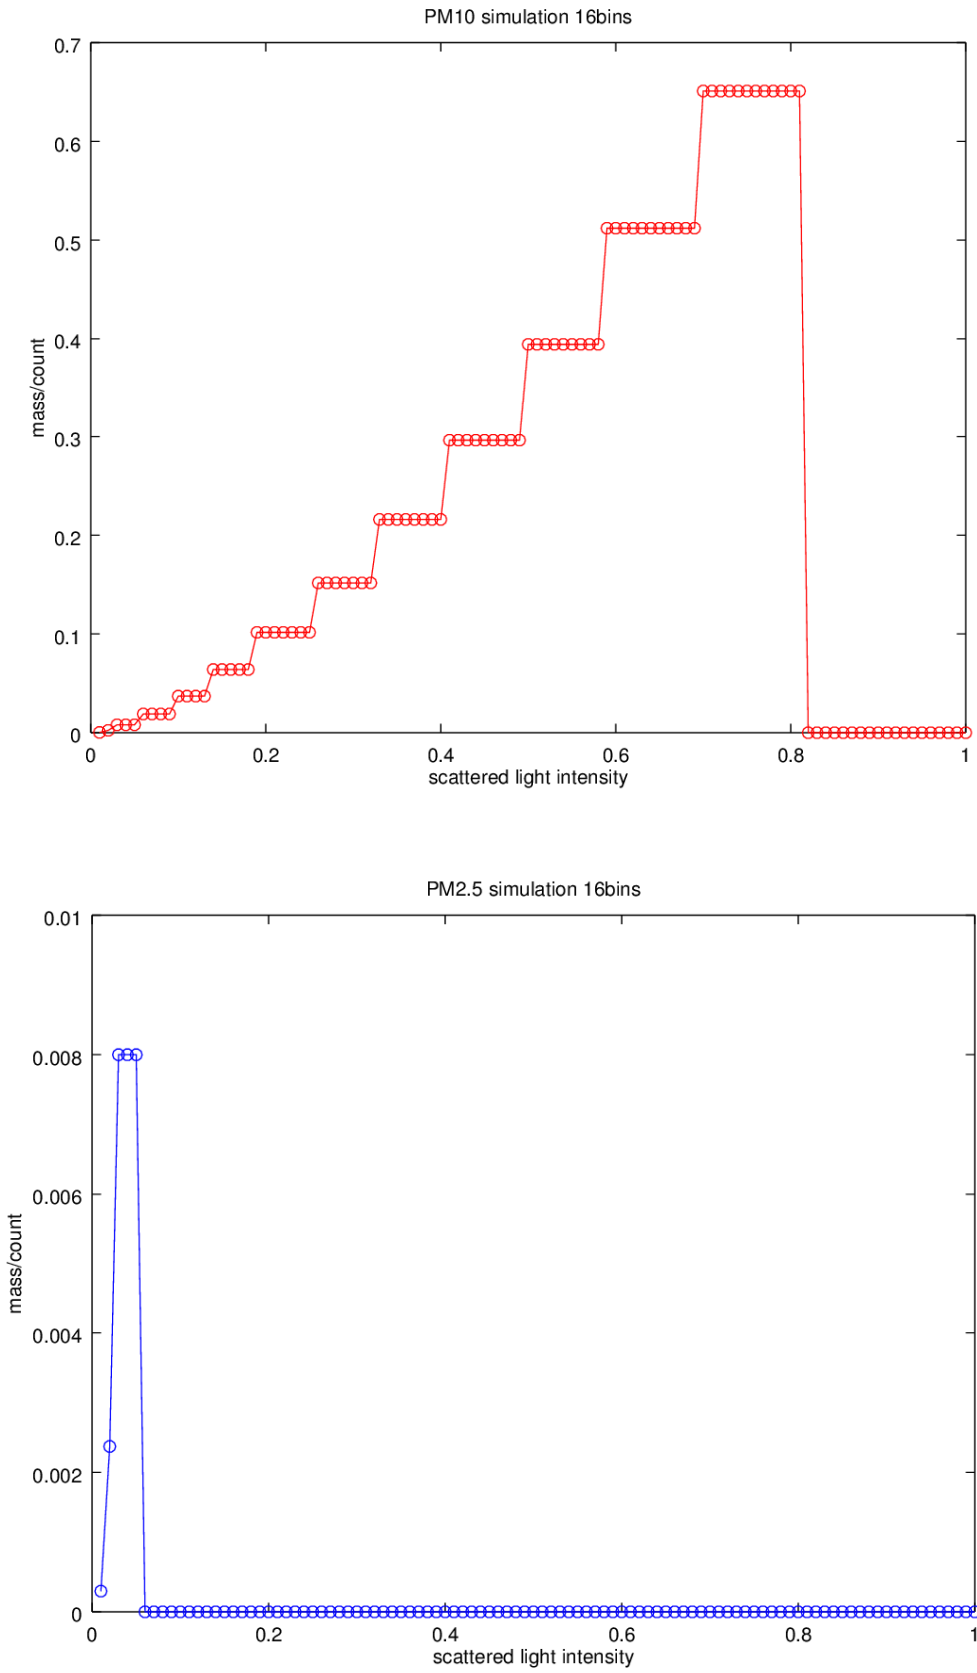 PM10 simulation 16bins
0.7
0.6
0.5
0.4
0.3
0.2
0.1
0
mass/count
0 0.2 0.4 0.6 0.8 1
scattered light intensity
PM2.5 simulation 16bins
0.01
0.008
0.006
0.004
0.002
0
mass/count
0 0.2 0.4 0.6 0.8 1
scattered light intensity